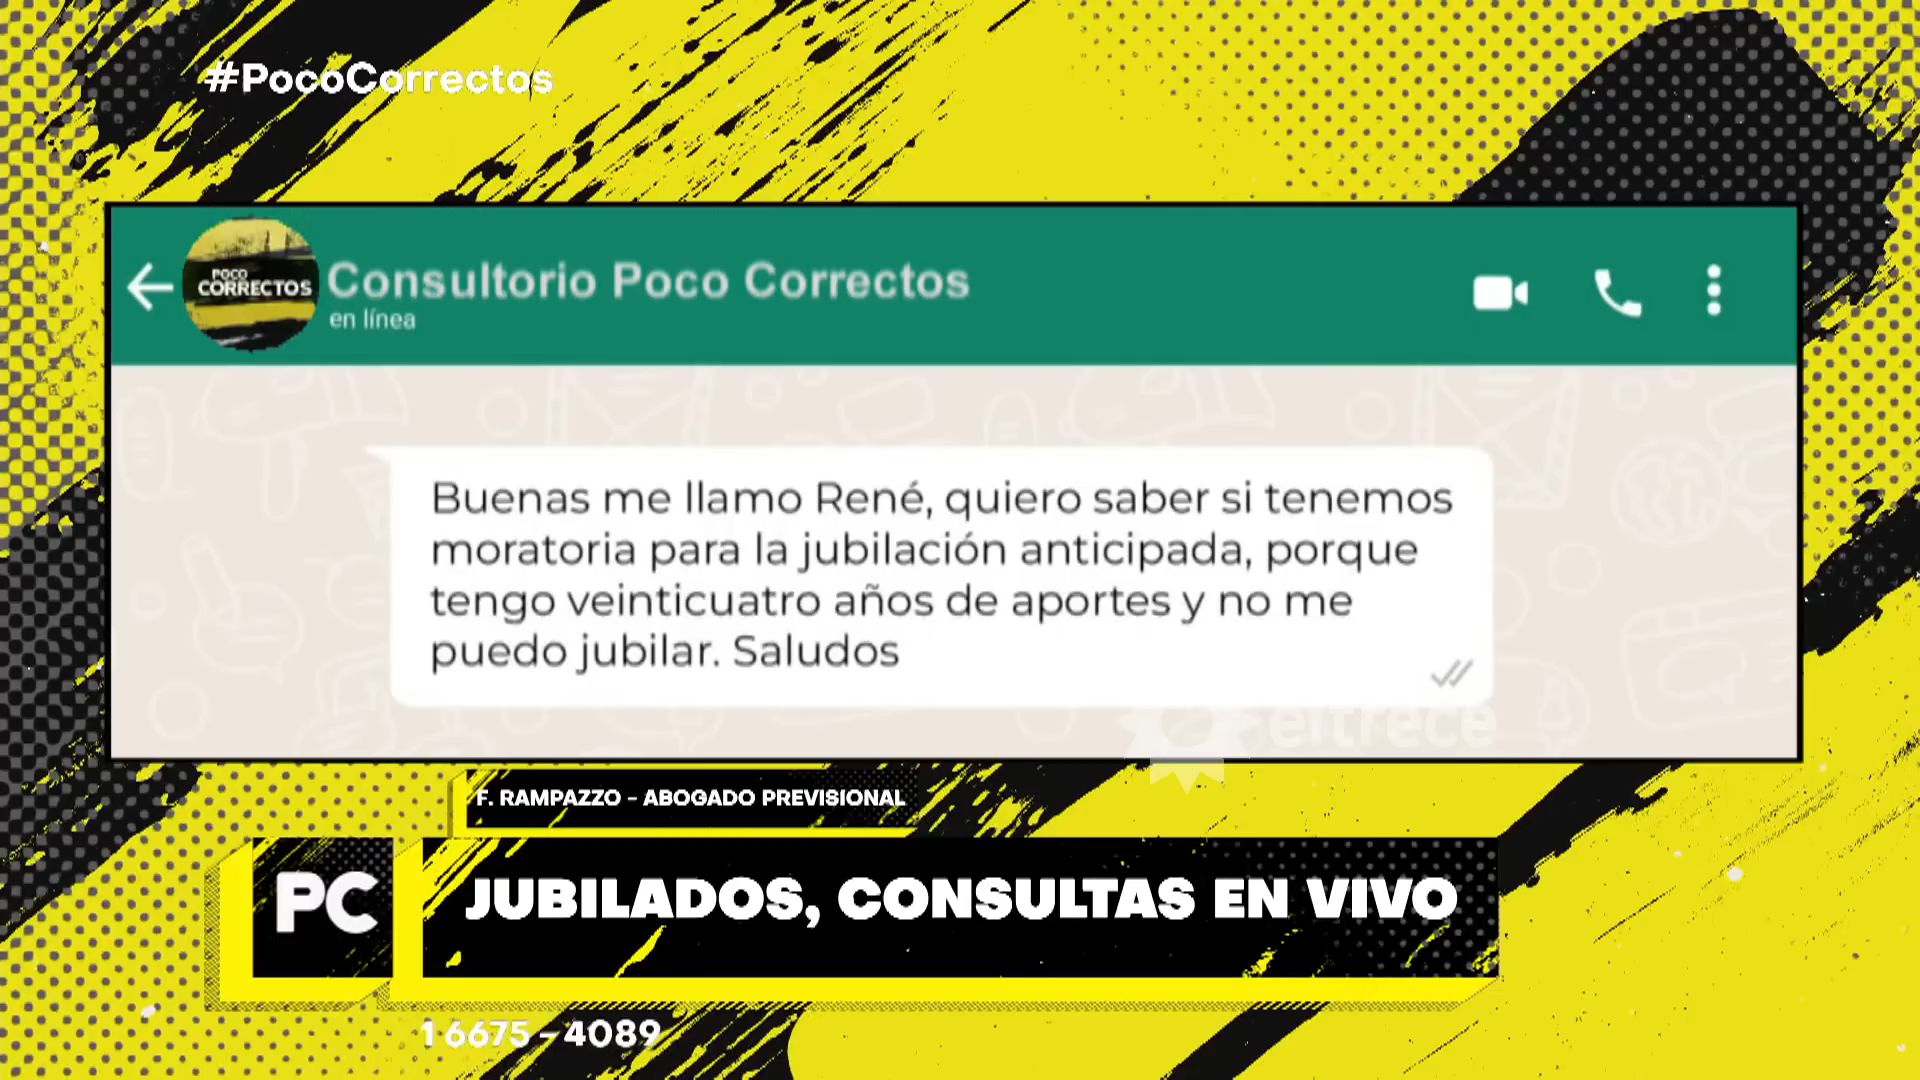 #PocoCorrectos
POCO
CORRECTOS
Consultorio Poco Correctos
en línea
Buenas me llamo René, quiero saber si tenemos
moratoria para la jubilación anticipada, porque
tengo veinticuatro años de aportes y no me
puedo jubilar. Saludos
eltrece
F. RAMPAZZO - ABOGADO PREVISIONAL
PC
JUBILADOS, CONSULTAS EN VIVO
1 6675 - 4089